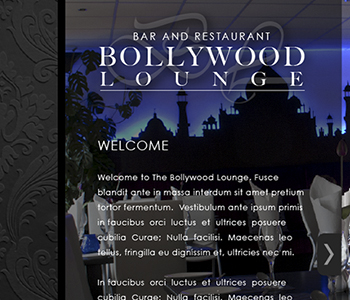 BAR AND RESTAURANT
BOLLYWOOD
LOUNGE
WELCOME
Welcome to The Bollywood Lounge. Fusce
blandit ante in massa interdum sit amet pretium
tortor fermentum. Vestibulum ante ipsum primis
in faucibus orci luctus et ultrices posuere
cubilia Curae; Nulla facilisi. Maecenas leo
tellus, fringilla eu dignissim et, ultricies nec mi.
In faucibus orci luctus et ultrices posuere
cubilia Curae; Nulla facilisi. Maecenas leo